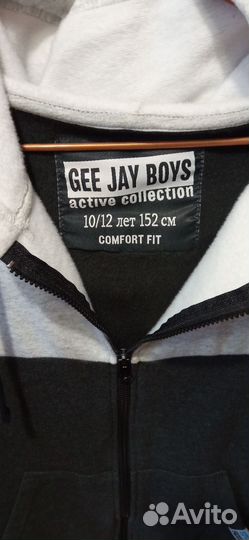 GEE JAY BOYS
active collection
10/12 лет 152 см
COMFORT FIT
Avito